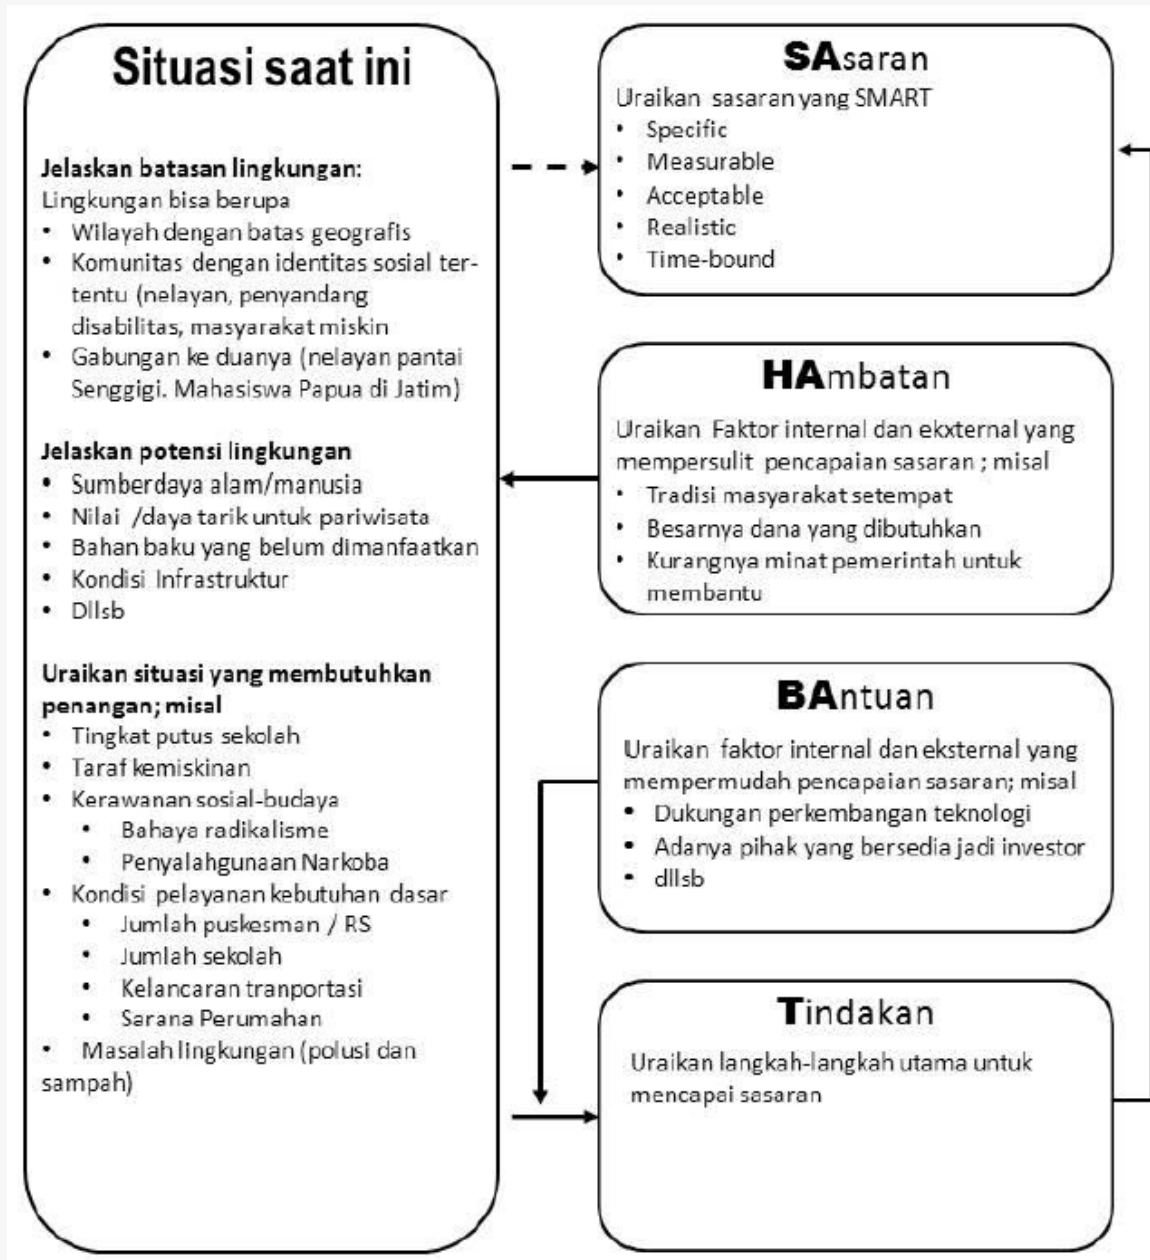 Situasi saat ini
Jelaskan batasan lingkungan:
Lingkungan bisa berupa
• Wilayah dengan batas geografis
• Komunitas dengan identitas sosial ter-
tentu (nelayan, penyandang
disabilitas, masyarakat miskin
• Gabungan ke duanya (nelayan pantai
Senggigi. Mahasiswa Papua di Jatim)
Jelaskan potensi lingkungan
• Sumberdaya alam/manusia
• Nilai /daya tarik untuk pariwisata
• Bahan baku yang belum dimanfaatkan
• Kondisi Infrastruktur
• Dllsb
Uraikan situasi yang membutuhkan
penangan; misal
• Tingkat putus sekolah
• Taraf kemiskinan
• Kerawanan sosial-budaya
• Bahaya radikalisme
• Penyalahgunaan Narkoba
• Kondisi pelayanan kebutuhan dasar
• Jumlah puskesman / RS
• Jumlah sekolah
• Kelancaran tranportasi
• Sarana Perumahan
• Masalah lingkungan (polusi dan
sampah)
SAsaran
Uraikan sasaran yang SMART
• Specific
• Measurable
• Acceptable
• Realistic
• Time-bound
HAmbatan
Uraikan Faktor internal dan ekxternal yang
mempersulit pencapaian sasaran ; misal
• Tradisi masyarakat setempat
• Besarnya dana yang dibutuhkan
• Kurangnya minat pemerintah untuk
membantu
BAntuan
Uraikan faktor internal dan eksternal yang
mempermudah pencapaian sasaran; misal
• Dukungan perkembangan teknologi
• Adanya pihak yang bersedia jadi investor
• dllsb
Tindakan
Uraikan langkah-langkah utama untuk
mencapai sasaran